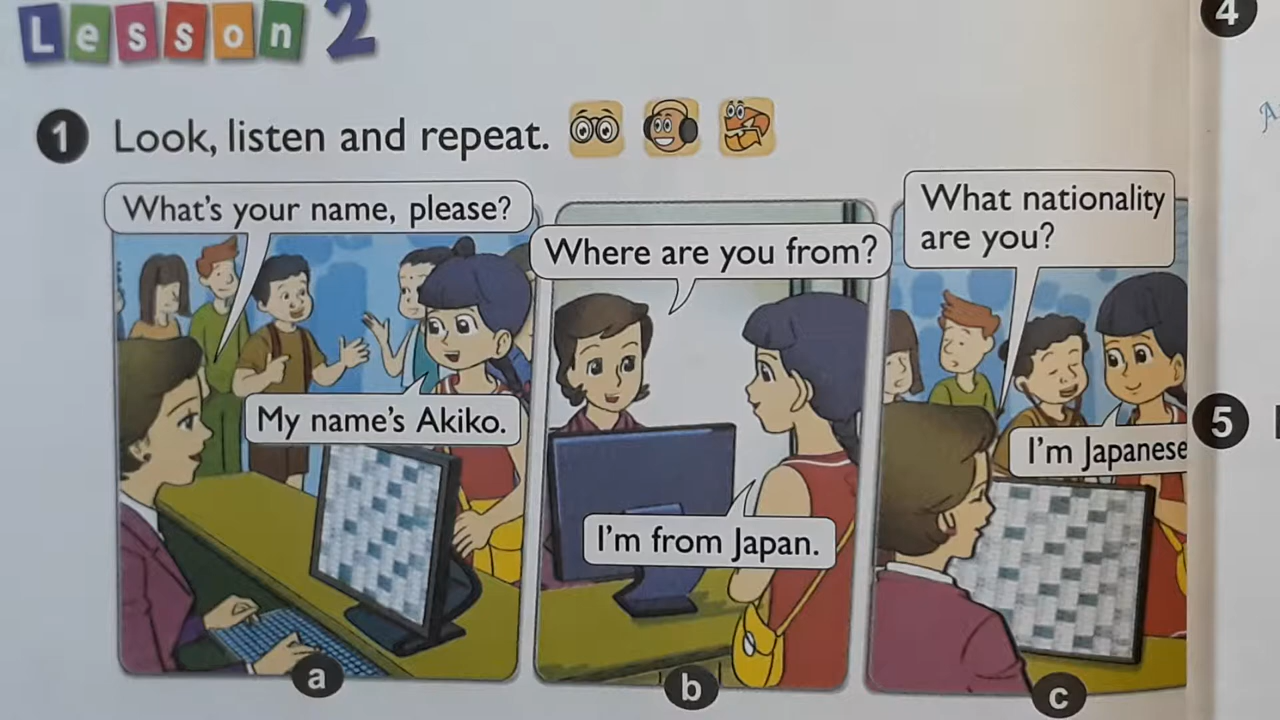 Lesson 2
1 Look, listen and repeat.
What's your name, please?
My name's Akiko.
a
Where are you from?
I'm from Japan.
b
What nationality
are you?
I'm Japanese
c
4
A
5